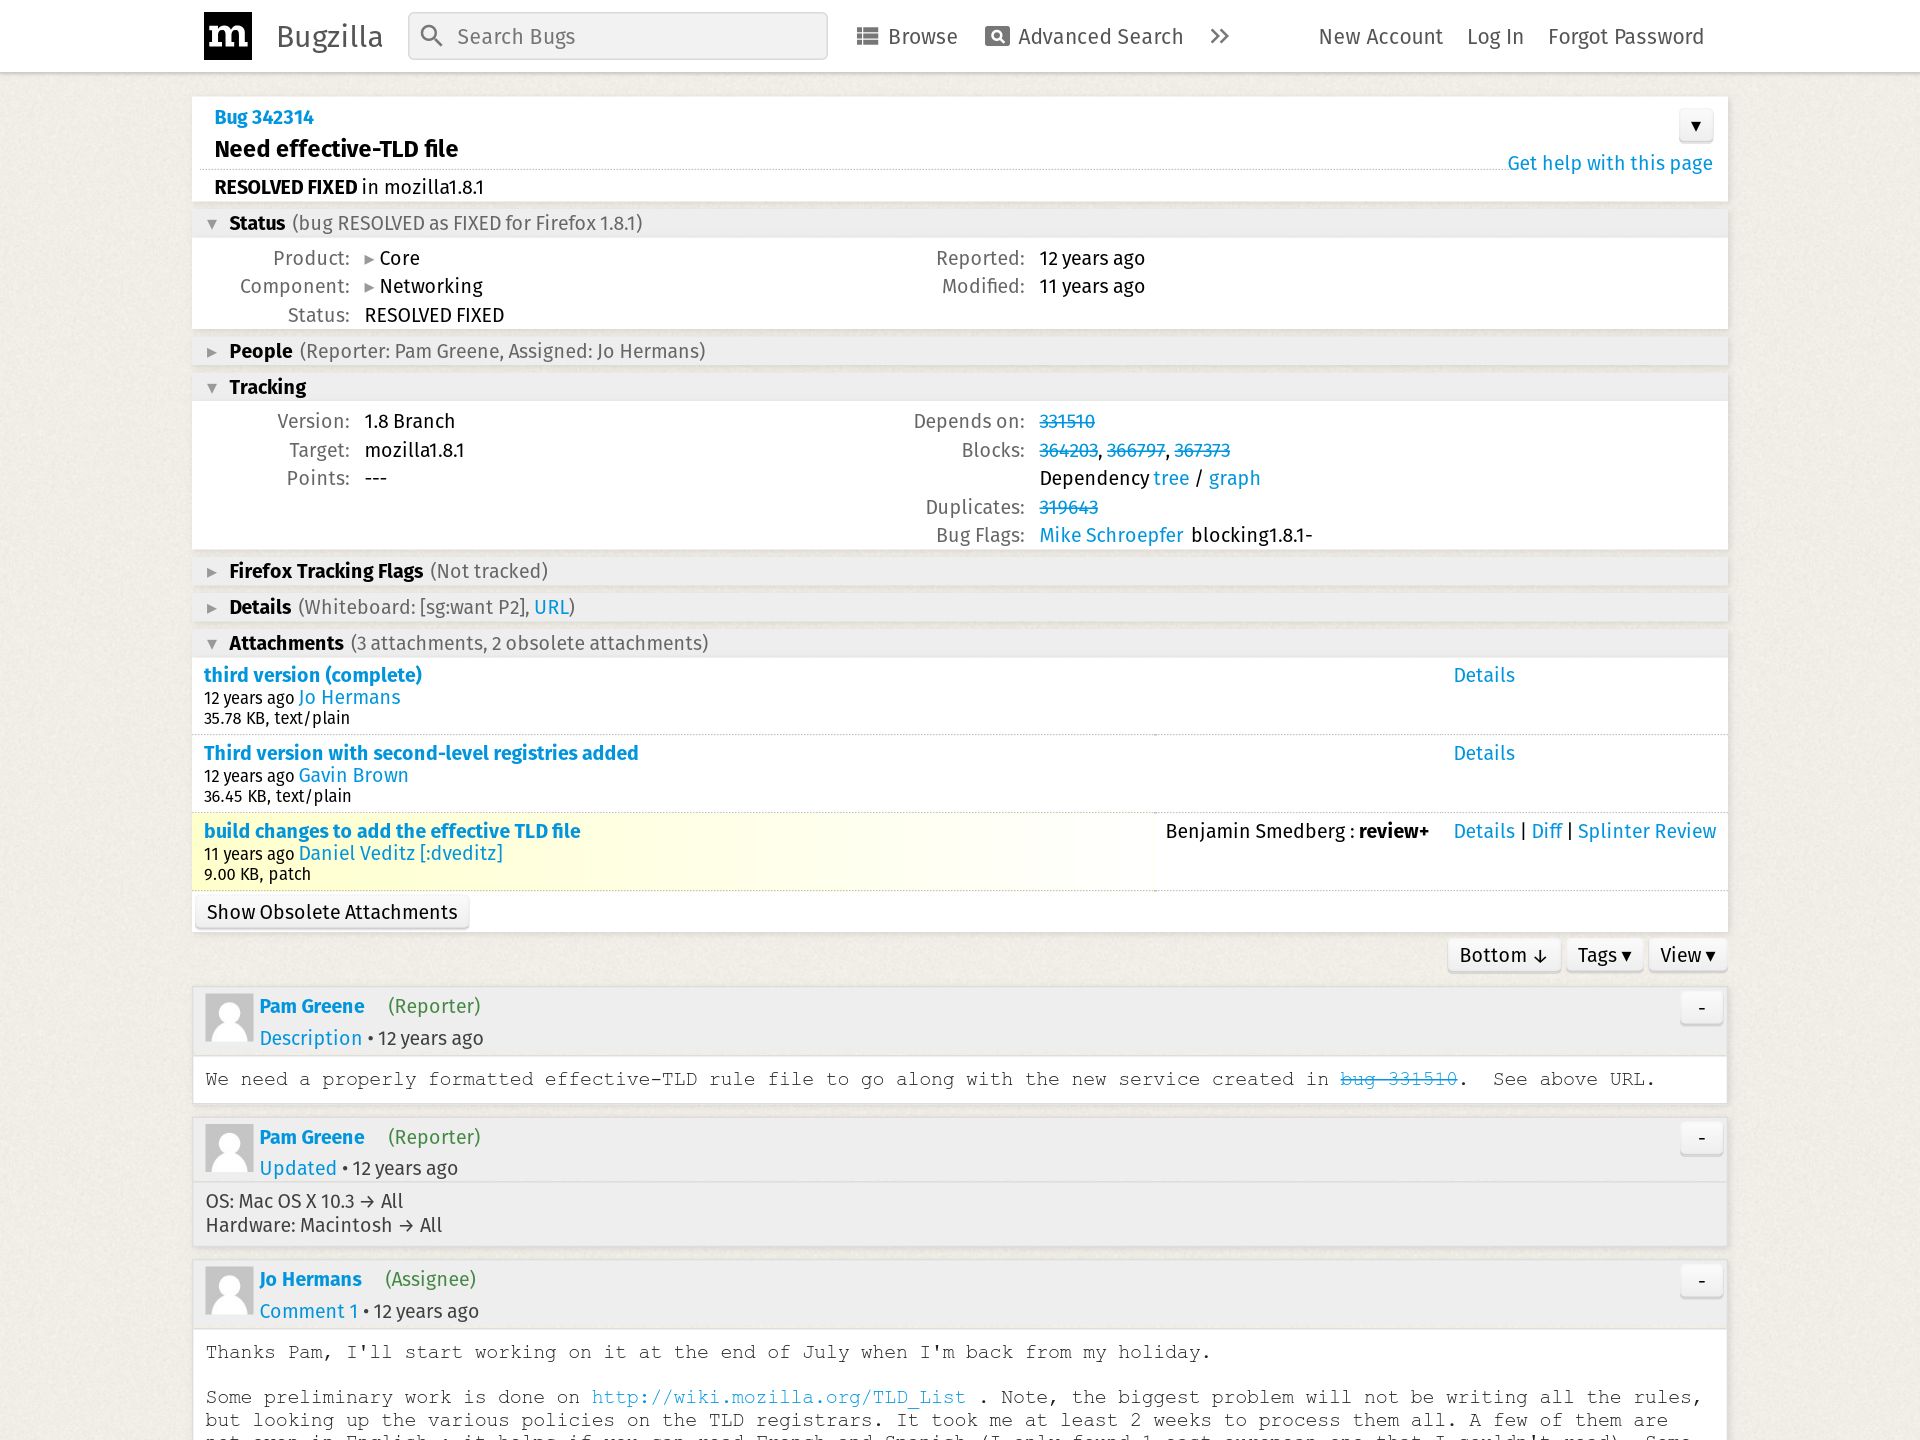 m Bugzilla Search Bugs Browse Advanced Search New Account Log In Forgot Password
Bug 342314 ▼
Need effective-TLD file
Get help with this page
RESOLVED FIXED in mozilla1.8.1
▼ Status (bug RESOLVED as FIXED for Firefox 1.8.1)
Product: ▶ Core Reported: 12 years ago
Component: ▶ Networking Modified: 11 years ago
Status: RESOLVED FIXED
▶ People (Reporter: Pam Greene, Assigned: Jo Hermans)
▼ Tracking
Version: 1.8 Branch Depends on: 331510
Target: mozilla1.8.1 Blocks: 364203, 366797, 367373
Points: --- Dependency tree / graph
Duplicates: 319643
Bug Flags: Mike Schroepfer blocking1.8.1-
▶ Firefox Tracking Flags (Not tracked)
▶ Details (Whiteboard: [sg:want P2], URL)
▼ Attachments (3 attachments, 2 obsolete attachments)
third version (complete) Details
12 years ago Jo Hermans
35.78 KB, text/plain
Third version with second-level registries added Details
12 years ago Gavin Brown
36.45 KB, text/plain
build changes to add the effective TLD file Benjamin Smedberg : review+ Details | Diff | Splinter Review
11 years ago Daniel Veditz [:dveditz]
9.00 KB, patch
Show Obsolete Attachments
Bottom ↓ Tags ▾ View ▾
Pam Greene (Reporter) -
Description • 12 years ago
We need a properly formatted effective-TLD rule file to go along with the new service created in bug 331510.  See above URL.
Pam Greene (Reporter) -
Updated • 12 years ago
OS: Mac OS X 10.3 → All
Hardware: Macintosh → All
Jo Hermans (Assignee) -
Comment 1 • 12 years ago
Thanks Pam, I'll start working on it at the end of July when I'm back from my holiday.
Some preliminary work is done on http://wiki.mozilla.org/TLD_List . Note, the biggest problem will not be writing all the rules,
but looking up the various policies on the TLD registrars. It took me at least 2 weeks to process them all. A few of them are